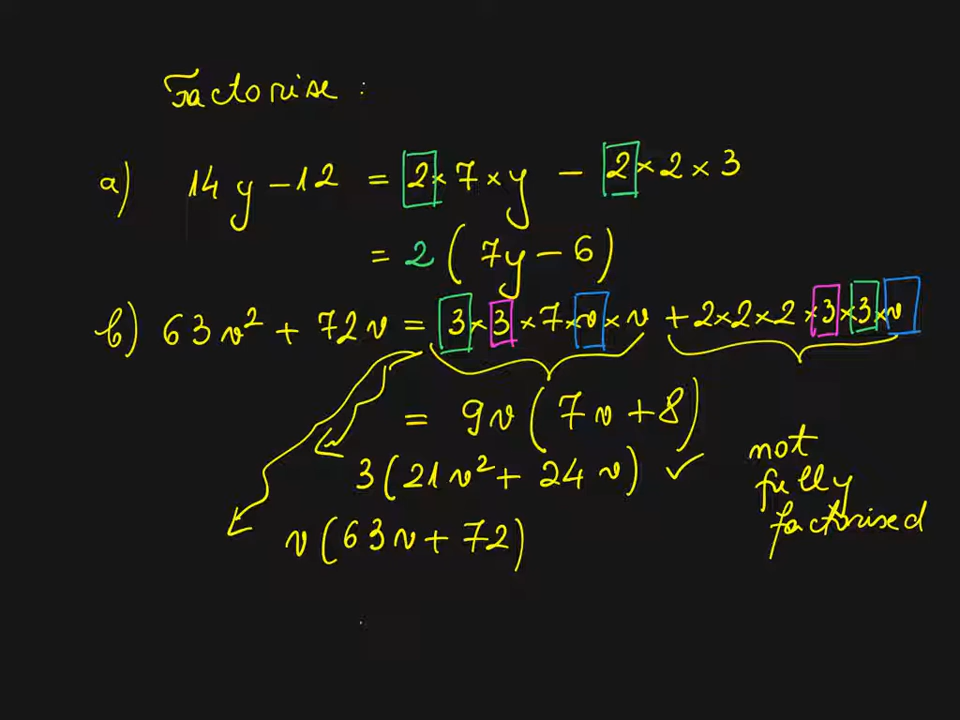 Factorise :
a) 14y - 12 = 2 × 7 × y - 2 × 2 × 3
= 2 ( 7y - 6 )
b) 63v² + 72v = 3 × 3 × 7 × v × v + 2 × 2 × 2 × 3 × 3 × v
= 9v ( 7v + 8 )
3 ( 21v² + 24v ) ✓
not
fully
factorised
v ( 63v + 72 )